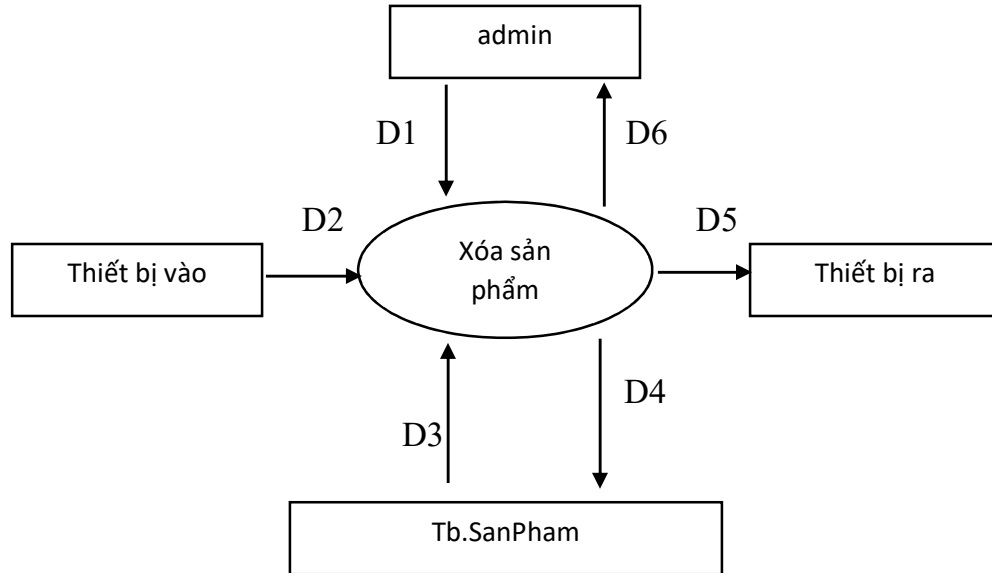 admin
D1
D6
D2
D5
Thiết bị vào
Xóa sản
phẩm
Thiết bị ra
D4
D3
Tb.SanPham